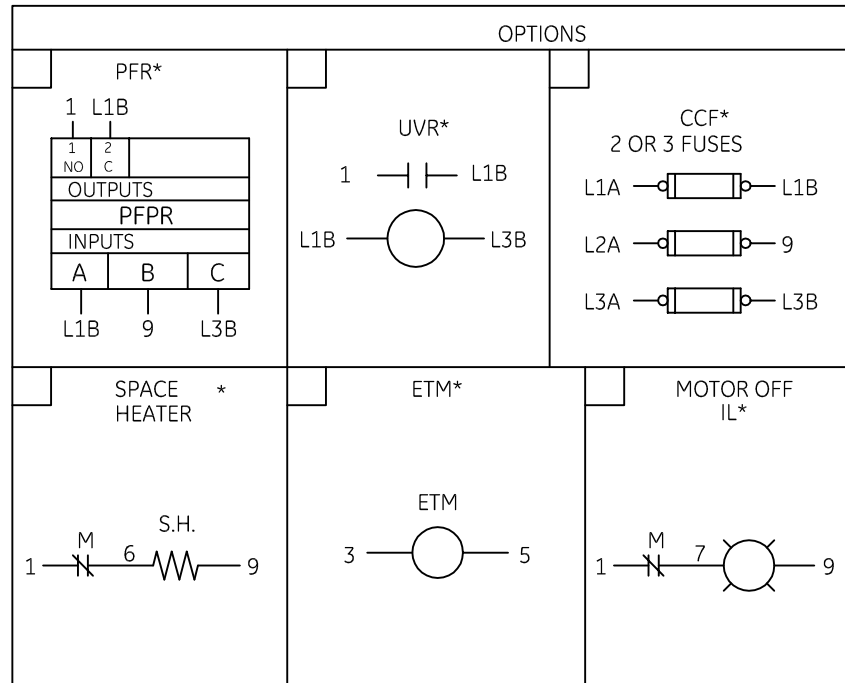 OPTIONS
PFR*
1 L1B
1 2
NO C
OUTPUTS
PFPR
INPUTS
A B C
L1B 9 L3B
UVR*
1 L1B
L1B L3B
CCF*
2 OR 3 FUSES
L1A L1B
L2A 9
L3A L3B
SPACE *
HEATER
S.H.
M
6
1 9
ETM*
ETM
3 5
MOTOR OFF
IL*
M
7
1 9